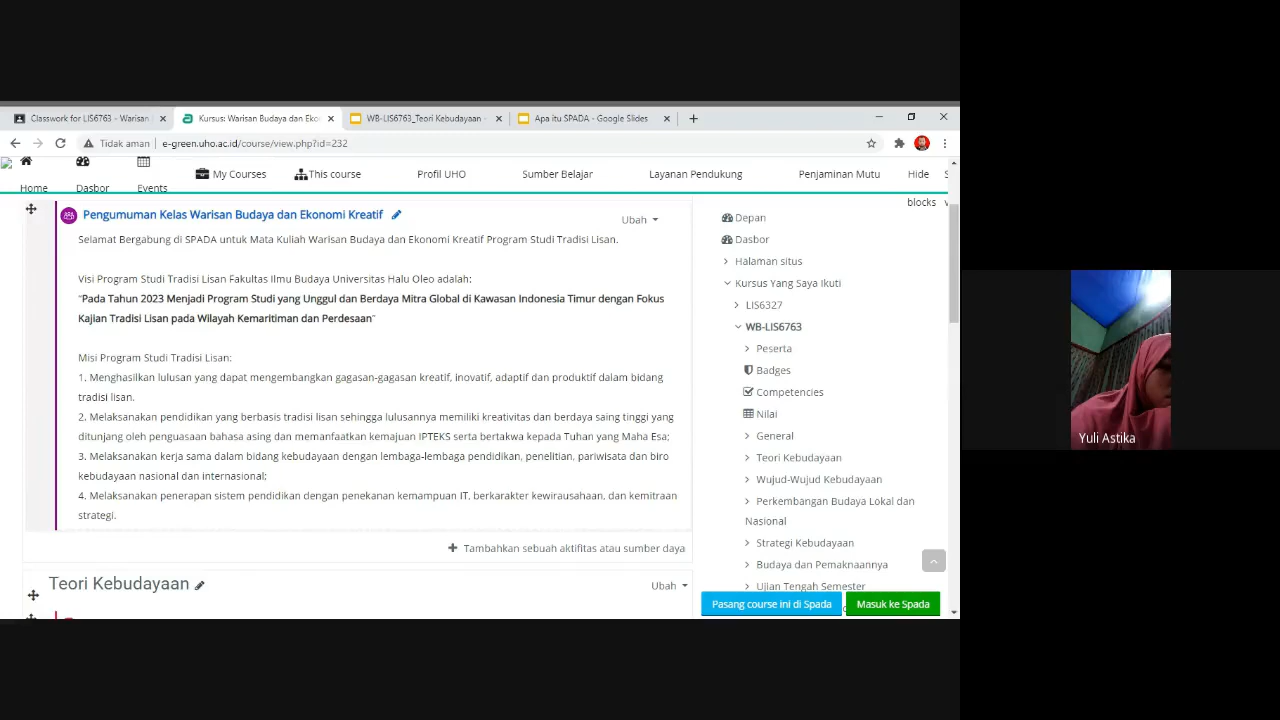 Classwork for LIS6763 - Warisan
Kursus: Warisan Budaya dan Eko
WB-LIS6763_Teori Kebudayaan -
Apa itu SPADA - Google Slides
Tidak aman
e-green.uho.ac.id/course/view.php?id=232
Home
Dasbor
Events
My Courses
This course
Profil UHO
Sumber Belajar
Layanan Pendukung
Penjaminan Mutu
Hide
blocks
Pengumuman Kelas Warisan Budaya dan Ekonomi Kreatif
Ubah
Selamat Bergabung di SPADA untuk Mata Kuliah Warisan Budaya dan Ekonomi Kreatif Program Studi Tradisi Lisan.
Visi Program Studi Tradisi Lisan Fakultas Ilmu Budaya Universitas Halu Oleo adalah:
"Pada Tahun 2023 Menjadi Program Studi yang Unggul dan Berdaya Mitra Global di Kawasan Indonesia Timur dengan Fokus
Kajian Tradisi Lisan pada Wilayah Kemaritiman dan Perdesaan"
Misi Program Studi Tradisi Lisan:
1. Menghasilkan lulusan yang dapat mengembangkan gagasan-gagasan kreatif, inovatif, adaptif dan produktif dalam bidang
tradisi lisan.
2. Melaksanakan pendidikan yang berbasis tradisi lisan sehingga lulusannya memiliki kreativitas dan berdaya saing tinggi yang
ditunjang oleh penguasaan bahasa asing dan memanfaatkan kemajuan IPTEKS serta bertakwa kepada Tuhan yang Maha Esa;
3. Melaksanakan kerja sama dalam bidang kebudayaan dengan lembaga-lembaga pendidikan, penelitian, pariwisata dan biro
kebudayaan nasional dan internasional;
4. Melaksanakan penerapan sistem pendidikan dengan penekanan kemampuan IT, berkarakter kewirausahaan, dan kemitraan
strategi.
Tambahkan sebuah aktifitas atau sumber daya
Teori Kebudayaan
Ubah
Depan
Dasbor
Halaman situs
Kursus Yang Saya Ikuti
LIS6327
WB-LIS6763
Peserta
Badges
Competencies
Nilai
General
Teori Kebudayaan
Wujud-Wujud Kebudayaan
Perkembangan Budaya Lokal dan
Nasional
Strategi Kebudayaan
Budaya dan Pemaknaannya
Ujian Tengah Semester
Pasang course ini di Spada
Masuk ke Spada
Yuli Astika